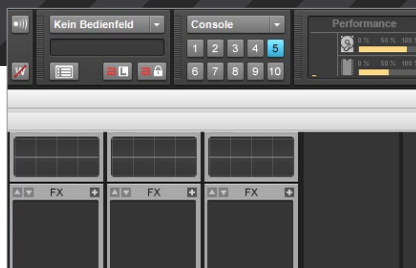 Kein Bedienfeld
Console
Performance
1 2 3 4 5
6 7 8 9 10
0 % 50 % 100
0 % 50 % 100
FX FX FX